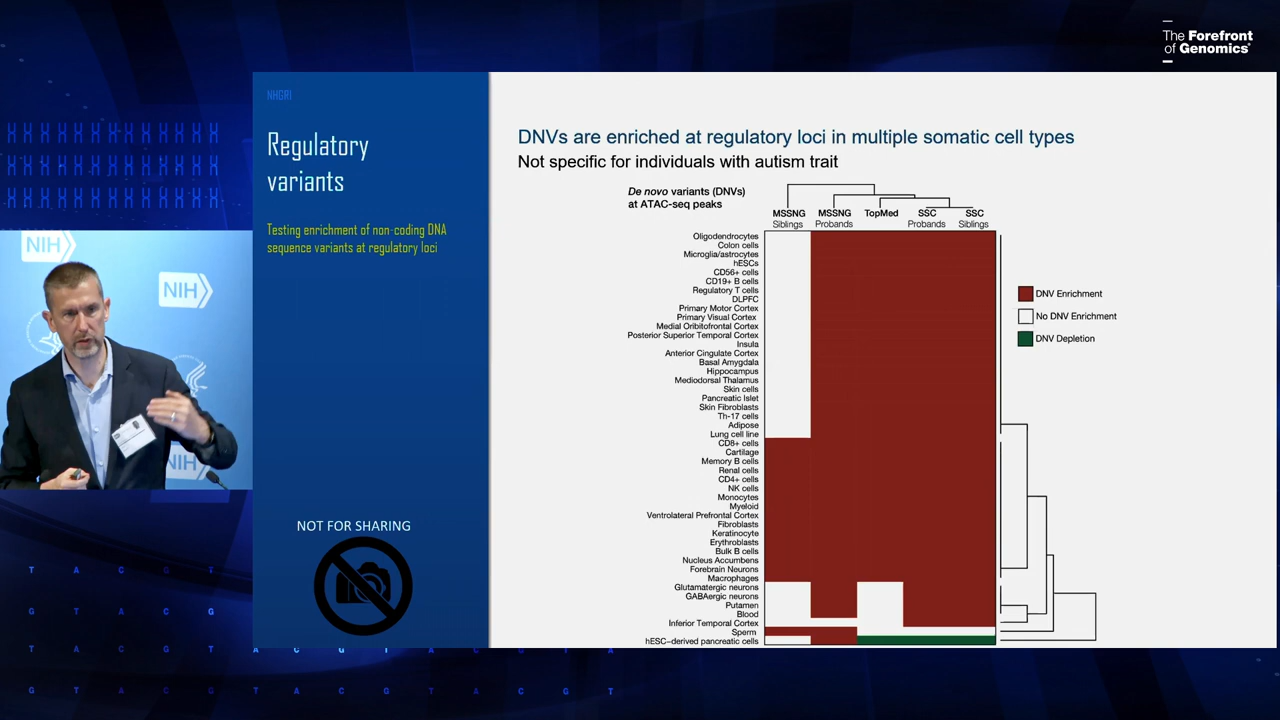 The Forefront
of Genomics®
NHGRI
Regulatory
variants
Testing enrichment of non-coding DNA
sequence variants at regulatory loci
NOT FOR SHARING
NIH
NIH
NIH
DNVs are enriched at regulatory loci in multiple somatic cell types
Not specific for individuals with autism trait
De novo variants (DNVs)
at ATAC-seq peaks
MSSNG
Siblings
MSSNG
Probands
TopMed
SSC
Probands
SSC
Siblings
Oligodendrocytes
Colon cells
Microglia/astrocytes
hESCs
CD56+ cells
CD19+ B cells
Regulatory T cells
DLPFC
Primary Motor Cortex
Primary Visual Cortex
Medial Oribitofrontal Cortex
Posterior Superior Temporal Cortex
Insula
Anterior Cingulate Cortex
Basal Amygdala
Hippocampus
Mediodorsal Thalamus
Skin cells
Pancreatic Islet
Skin Fibroblasts
Th-17 cells
Adipose
Lung cell line
CD8+ cells
Cartilage
Memory B cells
Renal cells
CD4+ cells
NK cells
Monocytes
Myeloid
Ventrolateral Prefrontal Cortex
Fibroblasts
Keratinocyte
Erythroblasts
Bulk B cells
Nucleus Accumbens
Forebrain Neurons
Macrophages
Glutamatergic neurons
GABAergic neurons
Putamen
Blood
Inferior Temporal Cortex
Sperm
hESC-derived pancreatic cells
DNV Enrichment
No DNV Enrichment
DNV Depletion
T A C G T
G T A C G
T A C G T A C G T A
G T A C G T A C G T